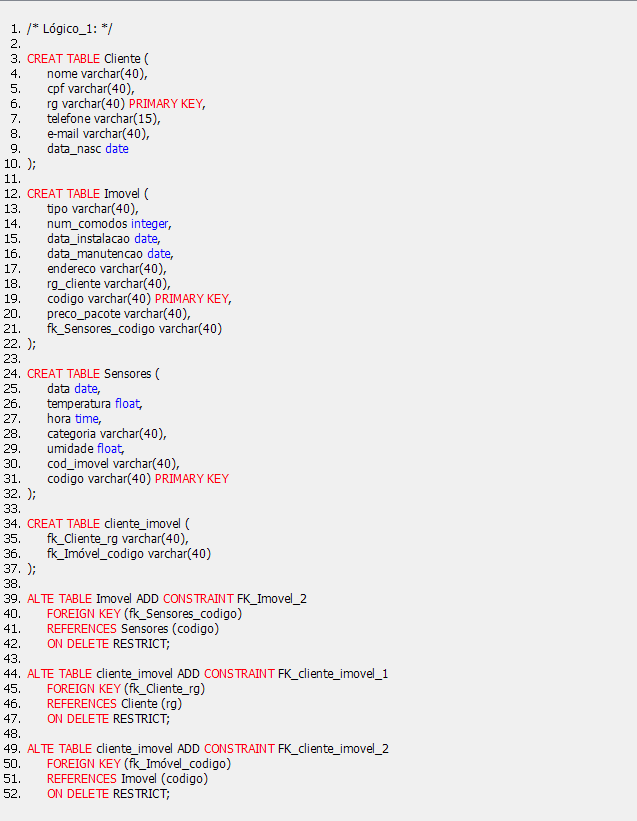 1. /* Lógico_1: */
2.
3. CREAT TABLE Cliente (
4. nome varchar(40),
5. cpf varchar(40),
6. rg varchar(40) PRIMARY KEY,
7. telefone varchar(15),
8. e-mail varchar(40),
9. data_nasc date
10. );
11.
12. CREAT TABLE Imovel (
13. tipo varchar(40),
14. num_comodos integer,
15. data_instalacao date,
16. data_manutencao date,
17. endereco varchar(40),
18. rg_cliente varchar(40),
19. codigo varchar(40) PRIMARY KEY,
20. preco_pacote varchar(40),
21. fk_Sensores_codigo varchar(40)
22. );
23.
24. CREAT TABLE Sensores (
25. data date,
26. temperatura float,
27. hora time,
28. categoria varchar(40),
29. umidade float,
30. cod_imovel varchar(40),
31. codigo varchar(40) PRIMARY KEY
32. );
33.
34. CREAT TABLE cliente_imovel (
35. fk_Cliente_rg varchar(40),
36. fk_Imóvel_codigo varchar(40)
37. );
38.
39. ALTE TABLE Imovel ADD CONSTRAINT FK_Imovel_2
40. FOREIGN KEY (fk_Sensores_codigo)
41. REFERENCES Sensores (codigo)
42. ON DELETE RESTRICT;
43.
44. ALTE TABLE cliente_imovel ADD CONSTRAINT FK_cliente_imovel_1
45. FOREIGN KEY (fk_Cliente_rg)
46. REFERENCES Cliente (rg)
47. ON DELETE RESTRICT;
48.
49. ALTE TABLE cliente_imovel ADD CONSTRAINT FK_cliente_imovel_2
50. FOREIGN KEY (fk_Imóvel_codigo)
51. REFERENCES Imovel (codigo)
52. ON DELETE RESTRICT;